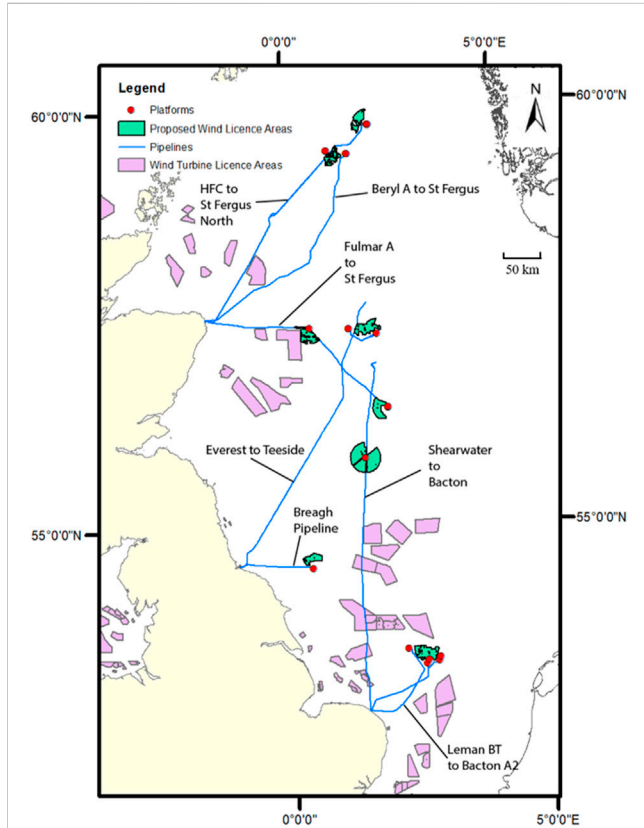 0°0'0"
5°0'0"
Legend
Platforms
Proposed Wind Licence Areas
Pipelines
Wind Turbine Licence Areas
N
60°0'0"N
60°0'0"N
HFC to
St Fergus
North
Beryl A to St Fergus
Fulmar A
to
St Fergus
50 km
Everest to Teeside
Shearwater
to
Bacton
Breagh
Pipeline
55°0'0"N
55°0'0"N
Leman BT
to Bacton A2
0°0'0"
5°0'0"E